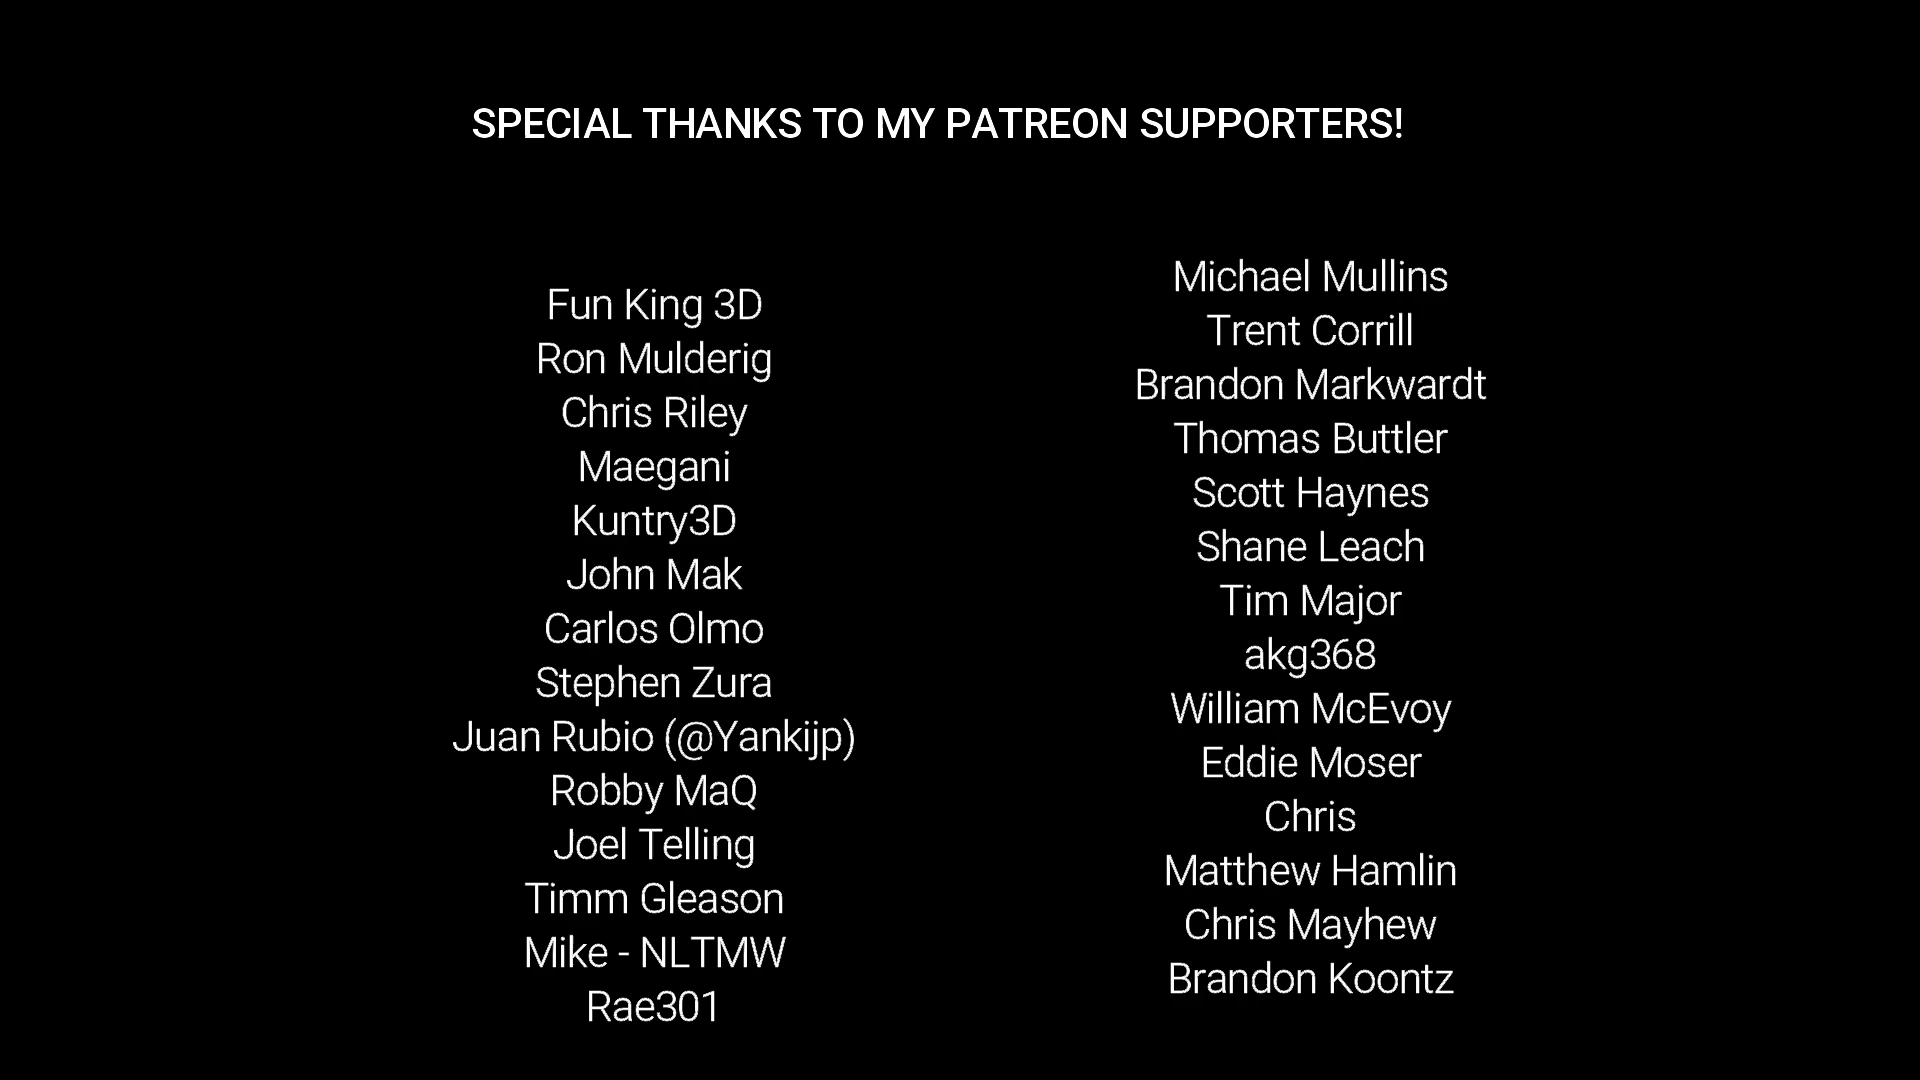 SPECIAL THANKS TO MY PATREON SUPPORTERS!
Fun King 3D
Ron Mulderig
Chris Riley
Maegani
Kuntry3D
John Mak
Carlos Olmo
Stephen Zura
Juan Rubio (@Yankijp)
Robby MaQ
Joel Telling
Timm Gleason
Mike - NLTMW
Rae301
Michael Mullins
Trent Corrill
Brandon Markwardt
Thomas Buttler
Scott Haynes
Shane Leach
Tim Major
akg368
William McEvoy
Eddie Moser
Chris
Matthew Hamlin
Chris Mayhew
Brandon Koontz